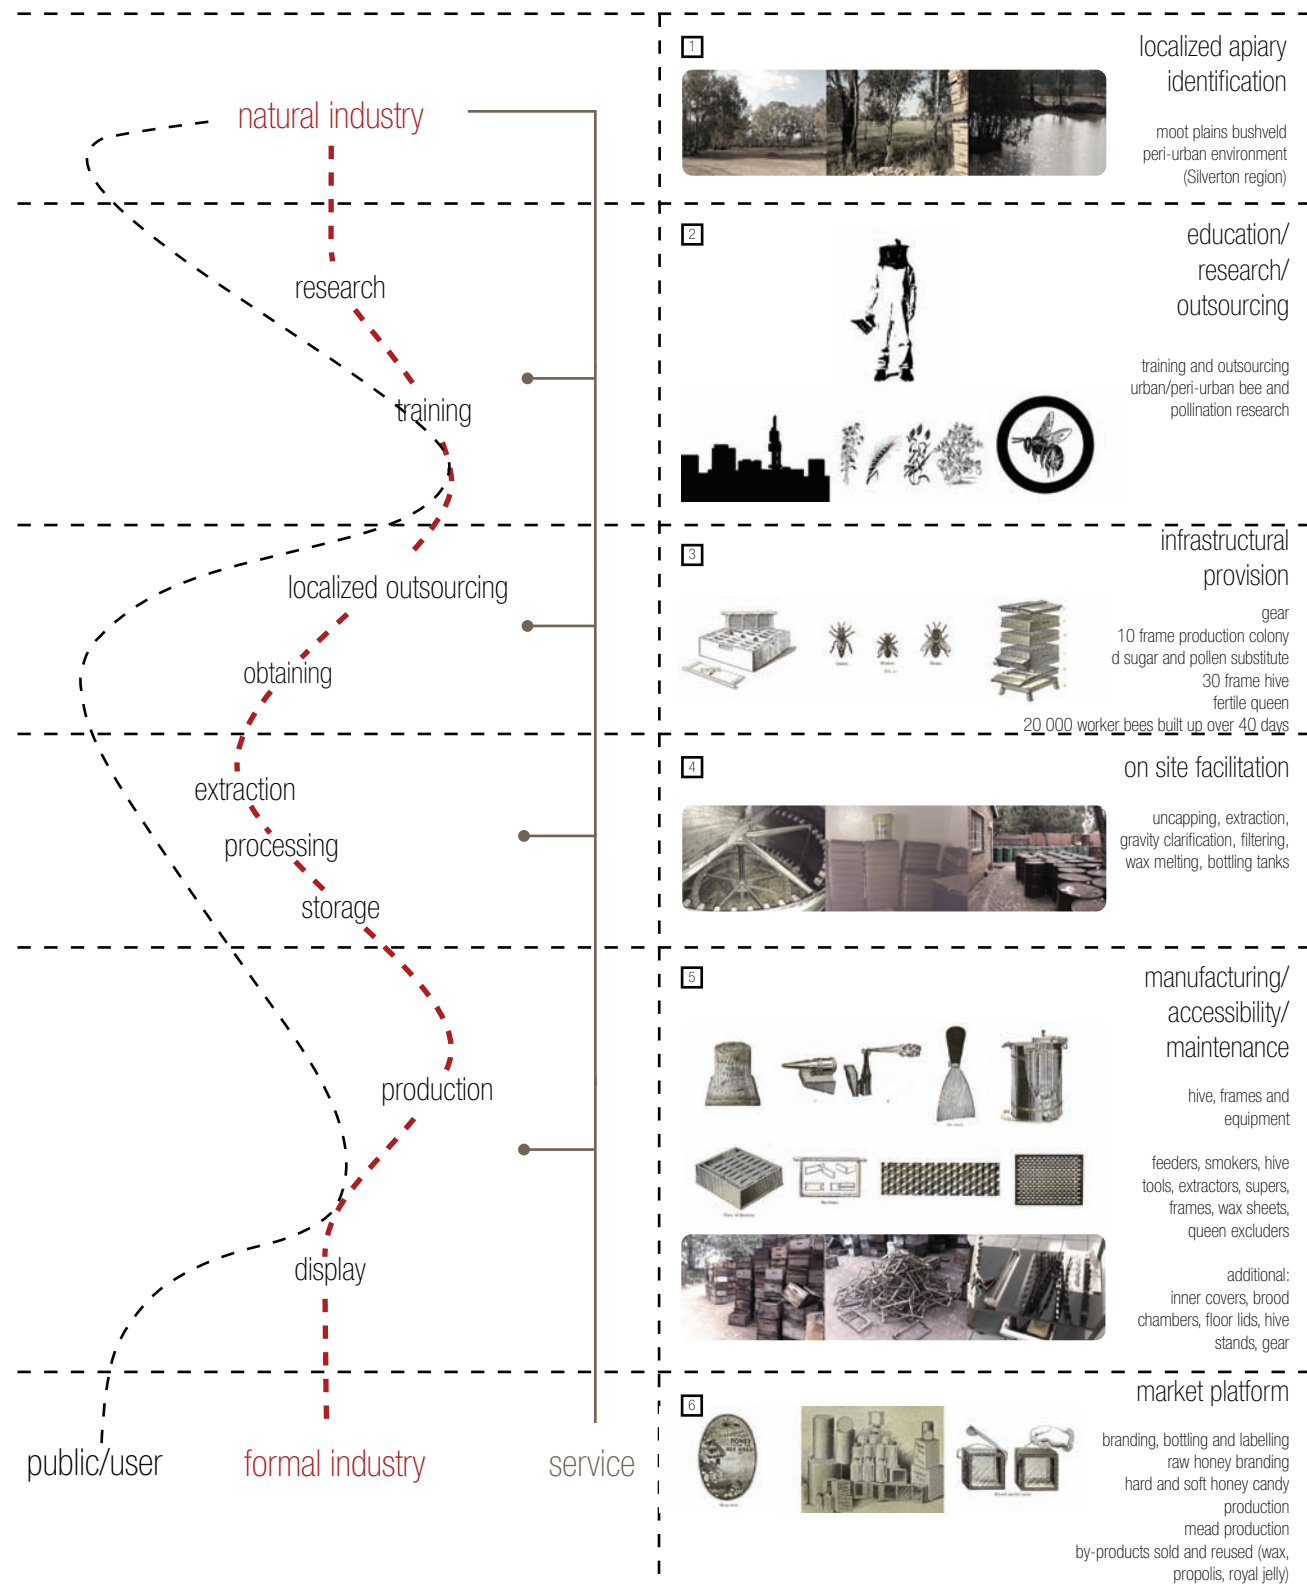 natural industry
research
training
localized outsourcing
obtaining
extraction
processing
storage
production
display
public/user
formal industry
service
1
localized apiary
identification
moot plains bushveld
peri-urban environment
(Silverton region)
2
education/
research/
outsourcing
training and outsourcing
urban/peri-urban bee and
pollination research
3
infrastructural
provision
gear
10 frame production colony
d sugar and pollen substitute
30 frame hive
fertile queen
20 000 worker bees built up over 40 days
4
on site facilitation
uncapping, extraction,
gravity clarification, filtering,
wax melting, bottling tanks
5
manufacturing/
accessibility/
maintenance
hive, frames and
equipment
feeders, smokers, hive
tools, extractors, supers,
frames, wax sheets,
queen excluders
additional:
inner covers, brood
chambers, floor lids, hive
stands, gear
6
market platform
HONEY
branding, bottling and labelling
raw honey branding
hard and soft honey candy
production
mead production
by-products sold and reused (wax,
propolis, royal jelly)